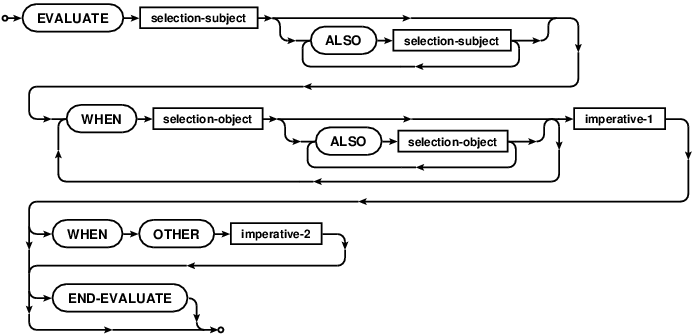 EVALUATE selection-subject
ALSO selection-subject
WHEN selection-object imperative-1
ALSO selection-object
WHEN OTHER imperative-2
END-EVALUATE